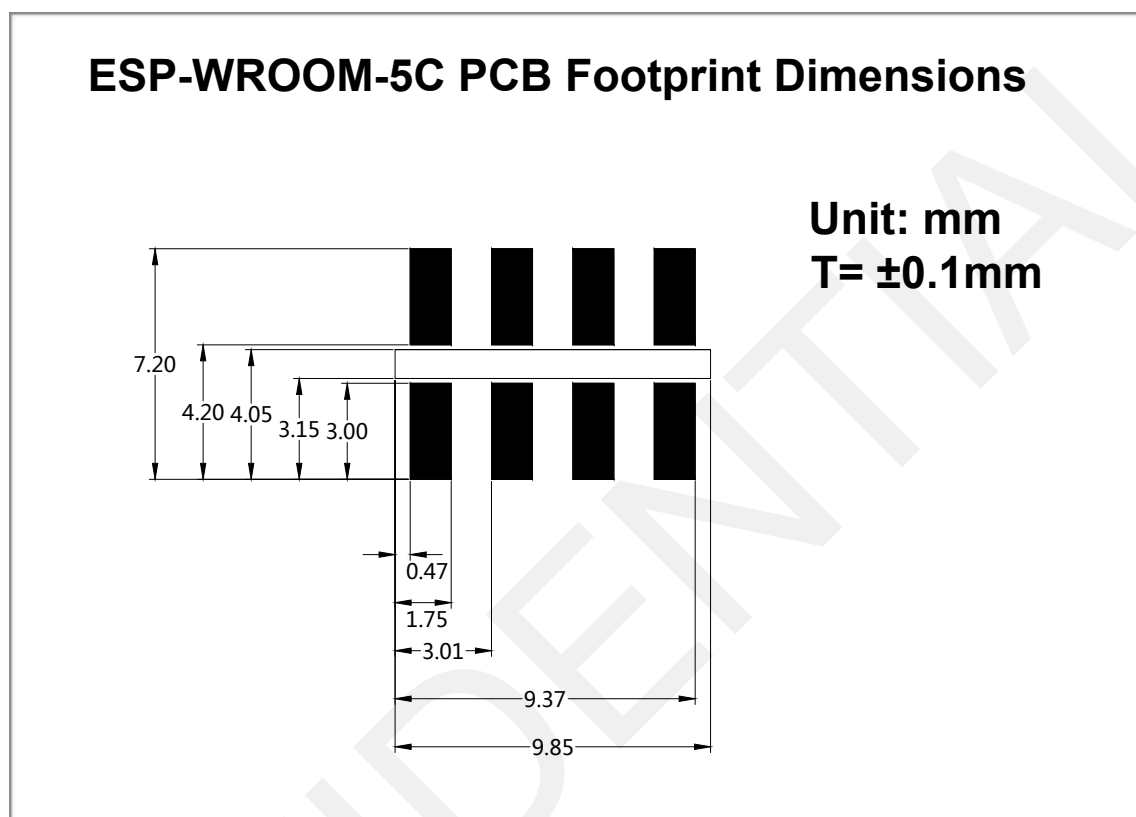 ESP-WROOM-5C PCB Footprint Dimensions
Unit: mm
T= ±0.1mm
7.20
4.20
4.05
3.15
3.00
0.47
1.75
3.01
9.37
9.85
IDENTIAL